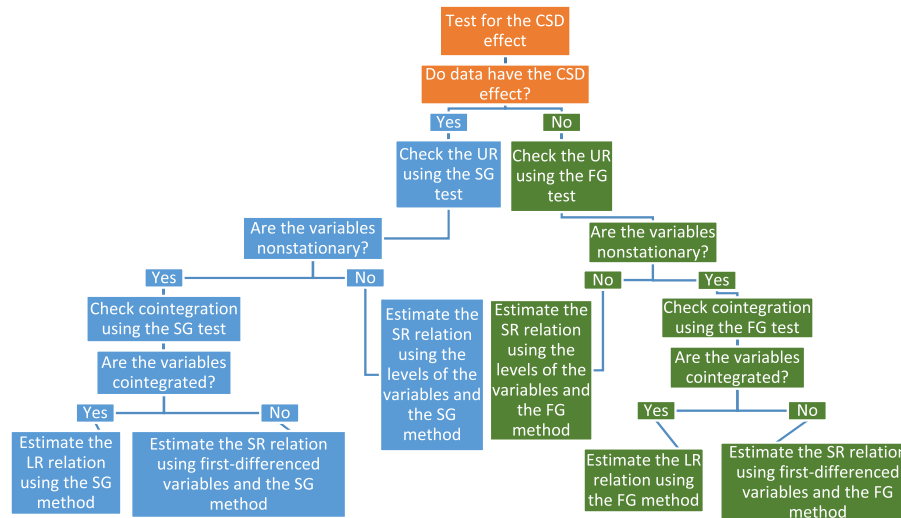 Test for the CSD
effect
Do data have the CSD
effect?
Yes
No
Check the UR
using the SG
test
Check the UR
using the FG
test
Are the variables
nonstationary?
Are the variables
nonstationary?
Yes
No
No
Yes
Check cointegration
using the SG test
Estimate the
SR relation
using the
levels of the
variables and
the SG
method
Estimate the
SR relation
using the
levels of the
variables and
the FG
method
Check cointegration
using the FG test
Are the variables
cointegrated?
Are the variables
cointegrated?
Yes
No
Yes
No
Estimate the
LR relation
using the SG
method
Estimate the SR relation
using first-differenced
variables and the SG
method
Estimate the LR
relation using
the FG method
Estimate the SR relation
using first-differenced
variables and the FG
method